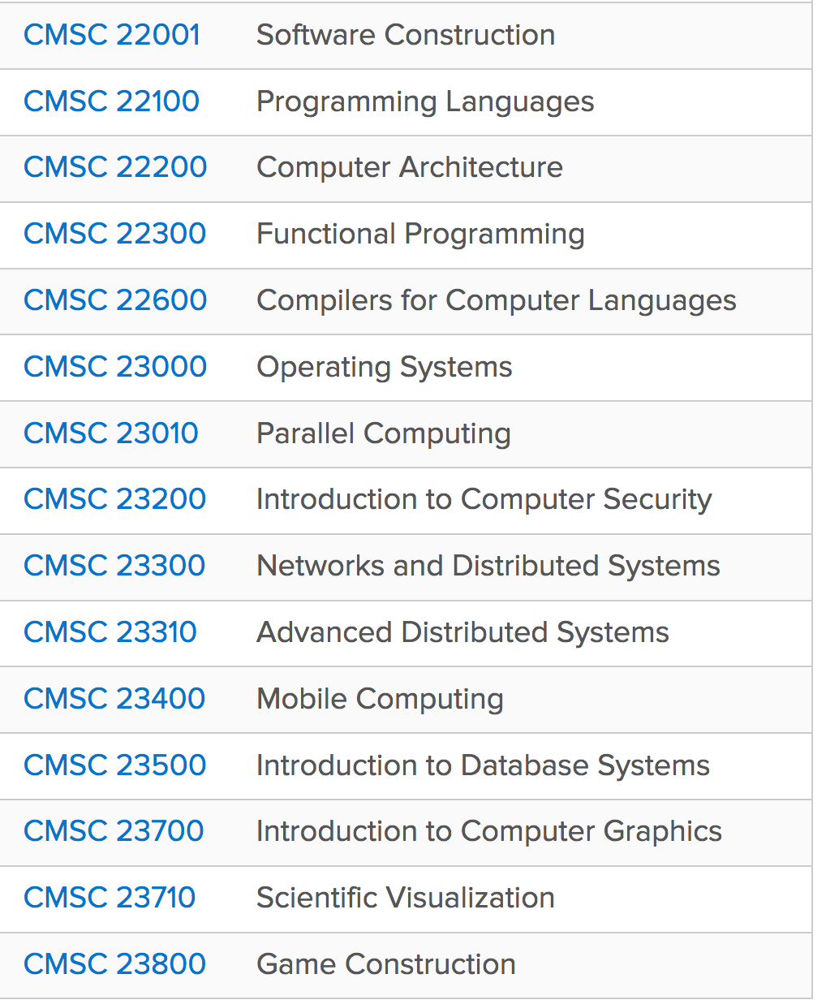 CMSC 22001 Software Construction
CMSC 22100 Programming Languages
CMSC 22200 Computer Architecture
CMSC 22300 Functional Programming
CMSC 22600 Compilers for Computer Languages
CMSC 23000 Operating Systems
CMSC 23010 Parallel Computing
CMSC 23200 Introduction to Computer Security
CMSC 23300 Networks and Distributed Systems
CMSC 23310 Advanced Distributed Systems
CMSC 23400 Mobile Computing
CMSC 23500 Introduction to Database Systems
CMSC 23700 Introduction to Computer Graphics
CMSC 23710 Scientific Visualization
CMSC 23800 Game Construction